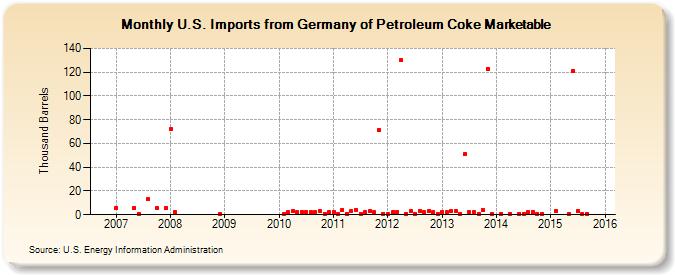 Monthly U.S. Imports from Germany of Petroleum Coke Marketable
Thousand Barrels
140
120
100
80
60
40
20
0
2007 2008 2009 2010 2011 2012 2013 2014 2015 2016
Source: U.S. Energy Information Administration